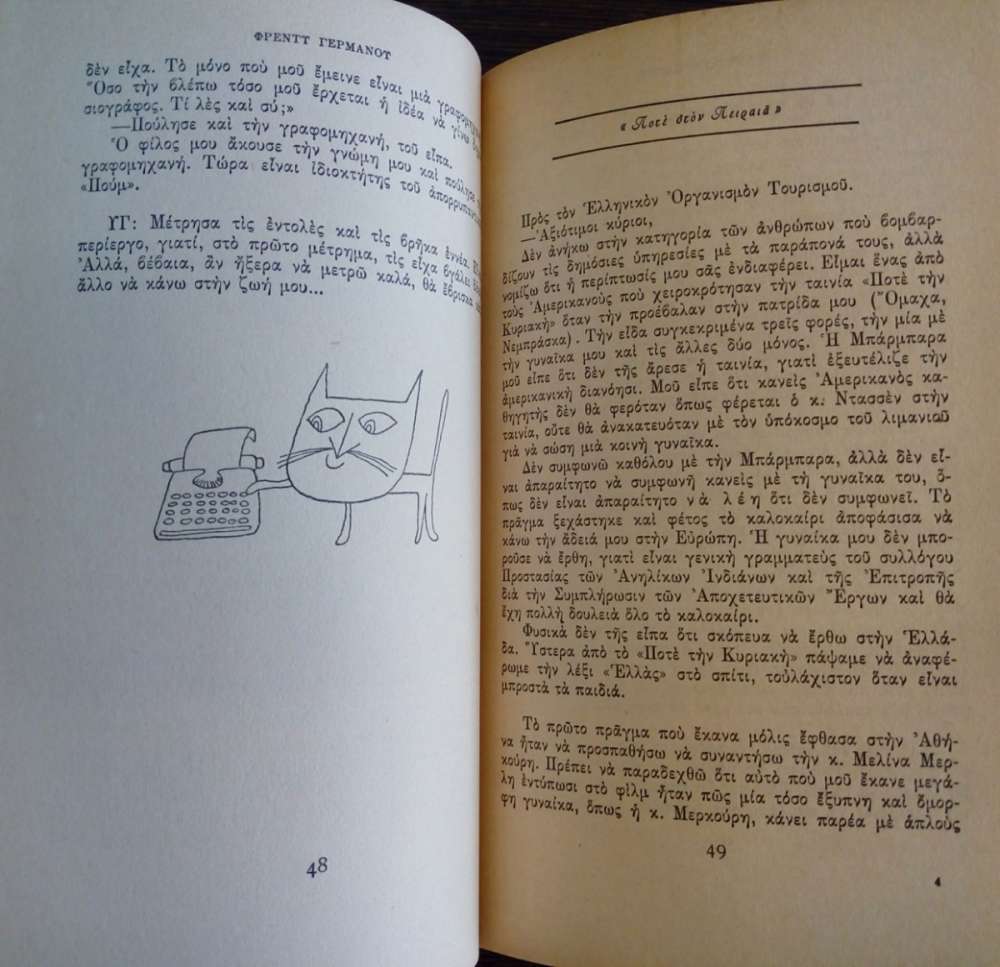 ΦΡΕΝΤΤ ΓΕΡΜΑΝΟΥ
δὲν εἶχα. Τὸ μόνο ποὺ μοῦ ἔμεινε εἶναι μιὰ
Ὅσο τὴν βλέπω τόσο μοῦ ἔρχεται ἡ ἰδέα νὰ γίνω
σιογράφος. Τί λὲς καὶ σύ;»
—Πούλησε καὶ τὴν γραφομηχανή, τοῦ εἶπα.
Ὁ φίλος μου ἄκουσε τὴν γνώμη μου καὶ πούλησε
γραφομηχανή. Τώρα εἶναι ἰδιοκτήτης τοῦ
«Πούμ».
ΥΓ: Μέτρησα τὶς ἐντολὲς καὶ τὶς βρῆκα ἐννέα.
περίεργο, γιατί, στὸ πρῶτο μέτρημα, τὶς εἶχα βγάλει
Ἀλλά, βέβαια, ἂν ἤξερα νὰ μετρῶ καλά, θὰ ἔβρισκα
ἄλλο νὰ κάνω στὴν ζωή μου...
48
« Ποτὲ στὸν Πειραιᾶ »
Πρὸς τὸν Ἑλληνικὸν Ὀργανισμὸν Τουρισμοῦ.
—Ἀξιότιμοι κύριοι,
Δὲν ἀνήκω στὴν κατηγορία τῶν ἀνθρώπων ποὺ βομβαρ-
δίζουν τὶς δημόσιες ὑπηρεσίες μὲ τὰ παράπονά τους, ἀλλὰ
νομίζω ὅτι ἡ περίπτωσίς μου σᾶς ἐνδιαφέρει. Εἶμαι ἕνας ἀπὸ
τοὺς Ἀμερικανοὺς ποὺ χειροκρότησαν τὴν ταινία «Ποτὲ τὴν
Κυριακὴ» ὅταν τὴν προέβαλαν στὴν πατρίδα μου (Ὄμαχα,
Νεμπράσκα). Τὴν εἶδα συγκεκριμένα τρεῖς φορές, τὴν μία μὲ
τὴν γυναῖκα μου καὶ τὶς ἄλλες δύο μόνος. Ἡ Μπάρμπαρα
μοῦ εἶπε ὅτι δὲν τῆς ἄρεσε ἡ ταινία, γιατὶ ἐξευτέλιζε τὴν
ἀμερικανικὴ διανόησι. Μοῦ εἶπε ὅτι κανεὶς Ἀμερικανὸς κα-
θηγητὴς δὲν θὰ φερόταν ὅπως φέρεται ὁ κ. Ντασσὲν στὴν
ταινία, οὔτε θὰ ἀνακατευόταν μὲ τὸν ὑπόκοσμο τοῦ λιμανιοῦ
γιὰ νὰ σώση μιὰ κοινὴ γυναῖκα.
Δὲν συμφωνῶ καθόλου μὲ τὴν Μπάρμπαρα, ἀλλὰ δὲν εἶ-
ναι ἀπαραίτητο νὰ συμφωνῆ κανεὶς μὲ τὴ γυναῖκα του, ὅ-
πως δὲν εἶναι ἀπαραίτητο νὰ λέη ὅτι δὲν συμφωνεῖ. Τὸ
πρᾶγμα ξεχάστηκε καὶ φέτος τὸ καλοκαίρι ἀποφάσισα νὰ
κάνω τὴν ἄδειά μου στὴν Εὐρώπη. Ἡ γυναίκα μου δὲν μπο-
ροῦσε νὰ ἔρθη, γιατὶ εἶναι γενικὴ γραμματεὺς τοῦ συλλόγου
Προστασίας τῶν Ἀνηλίκων Ἰνδιάνων καὶ τῆς Ἐπιτροπῆς
διὰ τὴν Συμπλήρωσιν τῶν Ἀποχετευτικῶν Ἔργων καὶ θὰ
ἔχη πολλὴ δουλειὰ ὅλο τὸ καλοκαίρι.
Φυσικὰ δὲν τῆς εἶπα ὅτι σκόπευα νὰ ἔρθω στὴν Ἑλλά-
δα. Ὕστερα ἀπὸ τὸ «Ποτὲ τὴν Κυριακὴ» πάψαμε νὰ ἀναφέ-
ρωμε τὴν λέξι «Ἑλλὰς» στὸ σπίτι, τοὐλάχιστον ὅταν εἶναι
μπροστὰ τὰ παιδιά.
Τὸ πρῶτο πρᾶγμα ποὺ ἔκανα μόλις ἔφθασα στὴν Ἀθή-
να ἦταν νὰ προσπαθήσω νὰ συναντήσω τὴν κ. Μελίνα Μερ-
κούρη. Πρέπει νὰ παραδεχθῶ ὅτι αὐτὸ ποὺ μοῦ ἔκανε μεγά-
λη ἐντύπωσι στὸ φὶλμ ἦταν πῶς μία τόσο ἔξυπνη καὶ ὄμορ-
φη γυναίκα, ὅπως ἡ κ. Μερκούρη, κάνει παρέα μὲ ἁπλοὺς
49
4